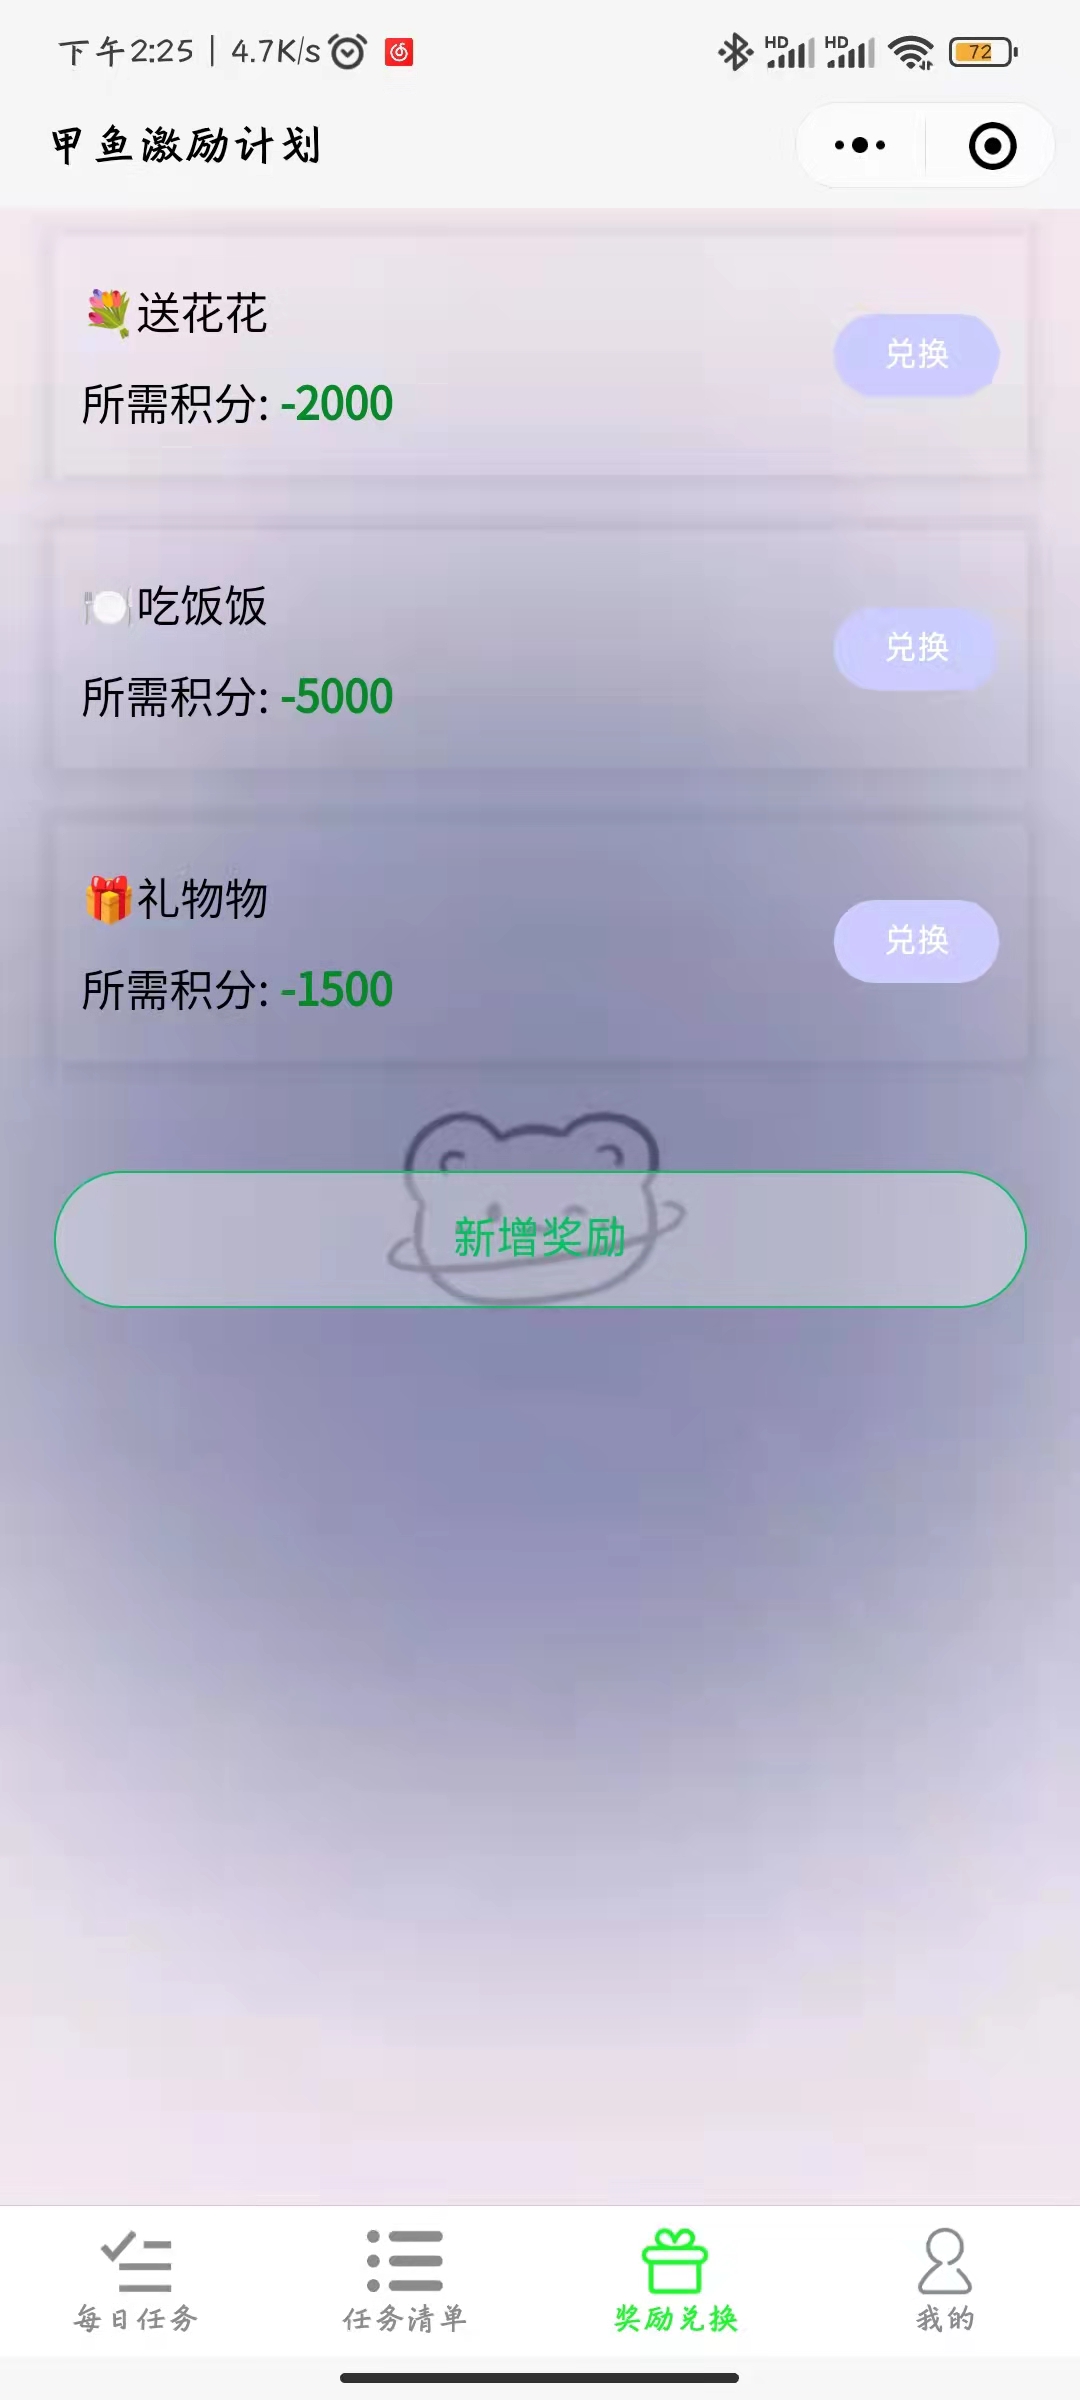 下午2:25 | 4.7K/s
HD HD 72
甲鱼激励计划
💐送花花
所需积分: -2000
兑换
🍽️吃饭饭
所需积分: -5000
兑换
🎁礼物物
所需积分: -1500
兑换
新增奖励
每日任务 任务清单 奖励兑换 我的